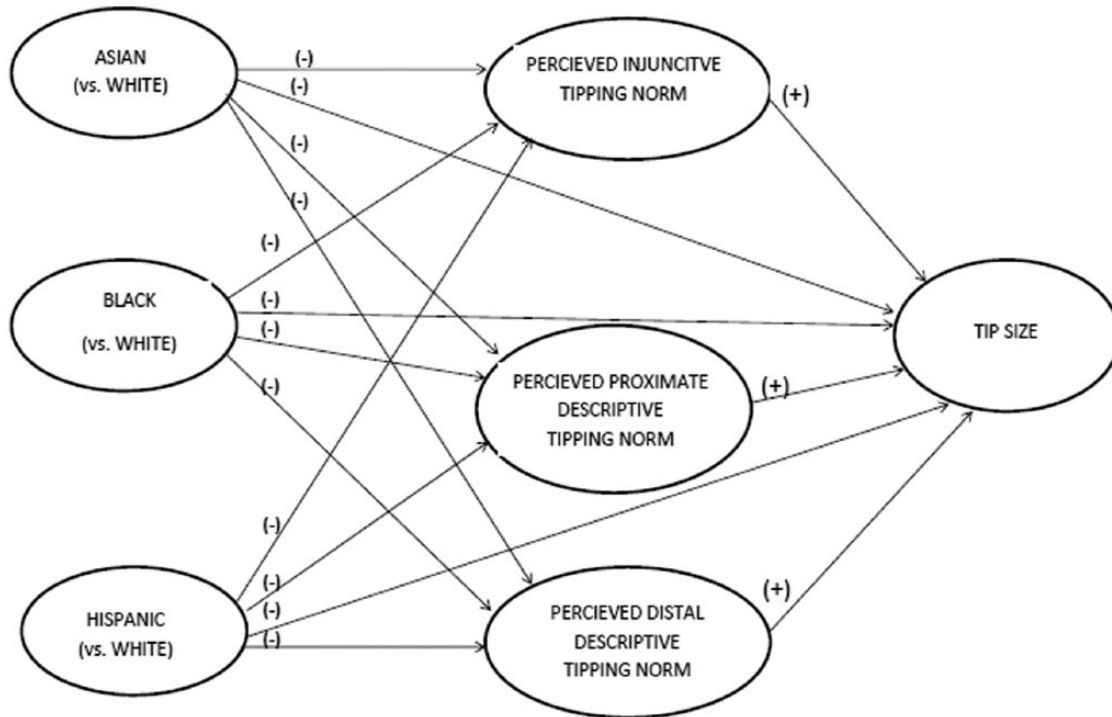 ASIAN
(vs. WHITE)
(-)
(-)
(-)
(-)
PERCIEVED INJUNCITVE
TIPPING NORM
(+)
BLACK
(vs. WHITE)
(-)
(-)
(-)
(-)
PERCIEVED PROXIMATE
DESCRIPTIVE
TIPPING NORM
(+)
TIP SIZE
HISPANIC
(vs. WHITE)
(-)
(-)
(-)
(-)
PERCIEVED DISTAL
DESCRIPTIVE
TIPPING NORM
(+)